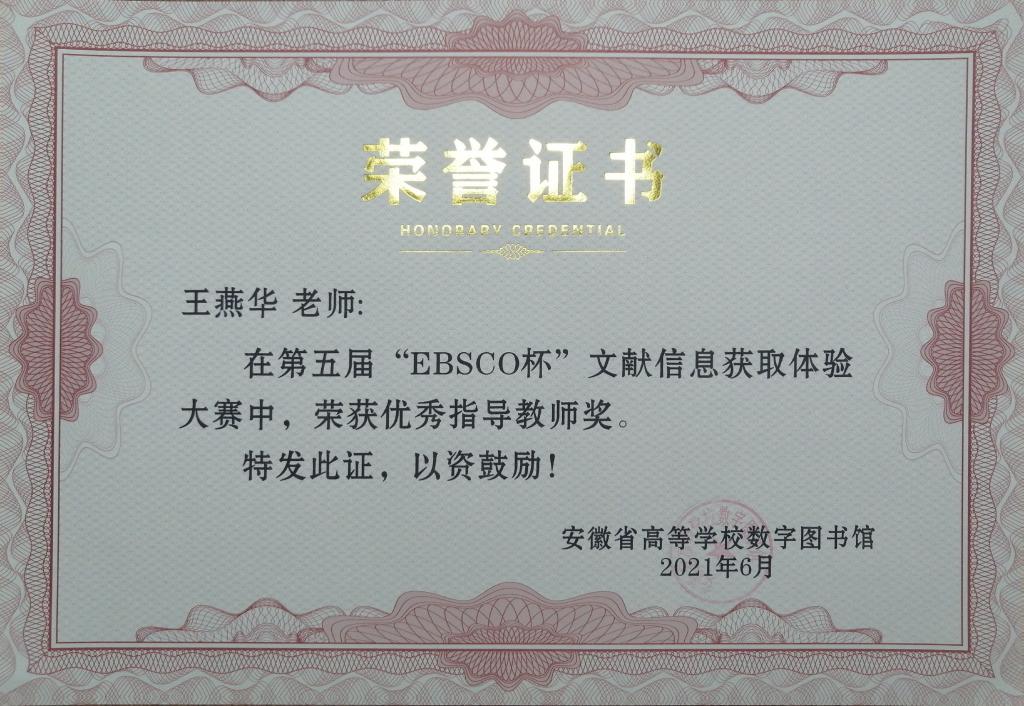 荣誉证书
HONORARY CREDENTIAL
王燕华 老师:
在第五届“EBSCO杯”文献信息获取体验
大赛中，荣获优秀指导教师奖。
特发此证，以资鼓励！
安徽省高等学校数字图书馆
2021年6月